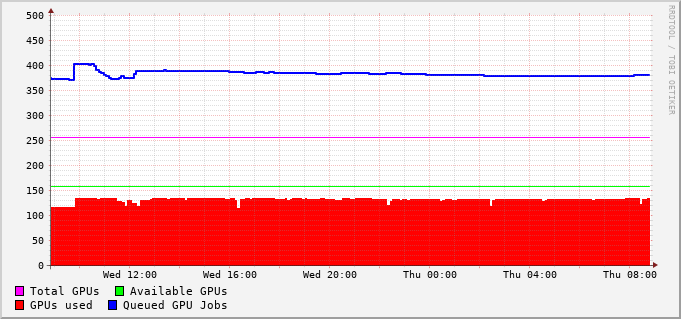 500
450
400
350
300
250
200
150
100
50
0
Wed 12:00 Wed 16:00 Wed 20:00 Thu 00:00 Thu 04:00 Thu 08:00
Total GPUs Available GPUs
GPUs used Queued GPU Jobs
RRDTOOL / TOBI OETIKER